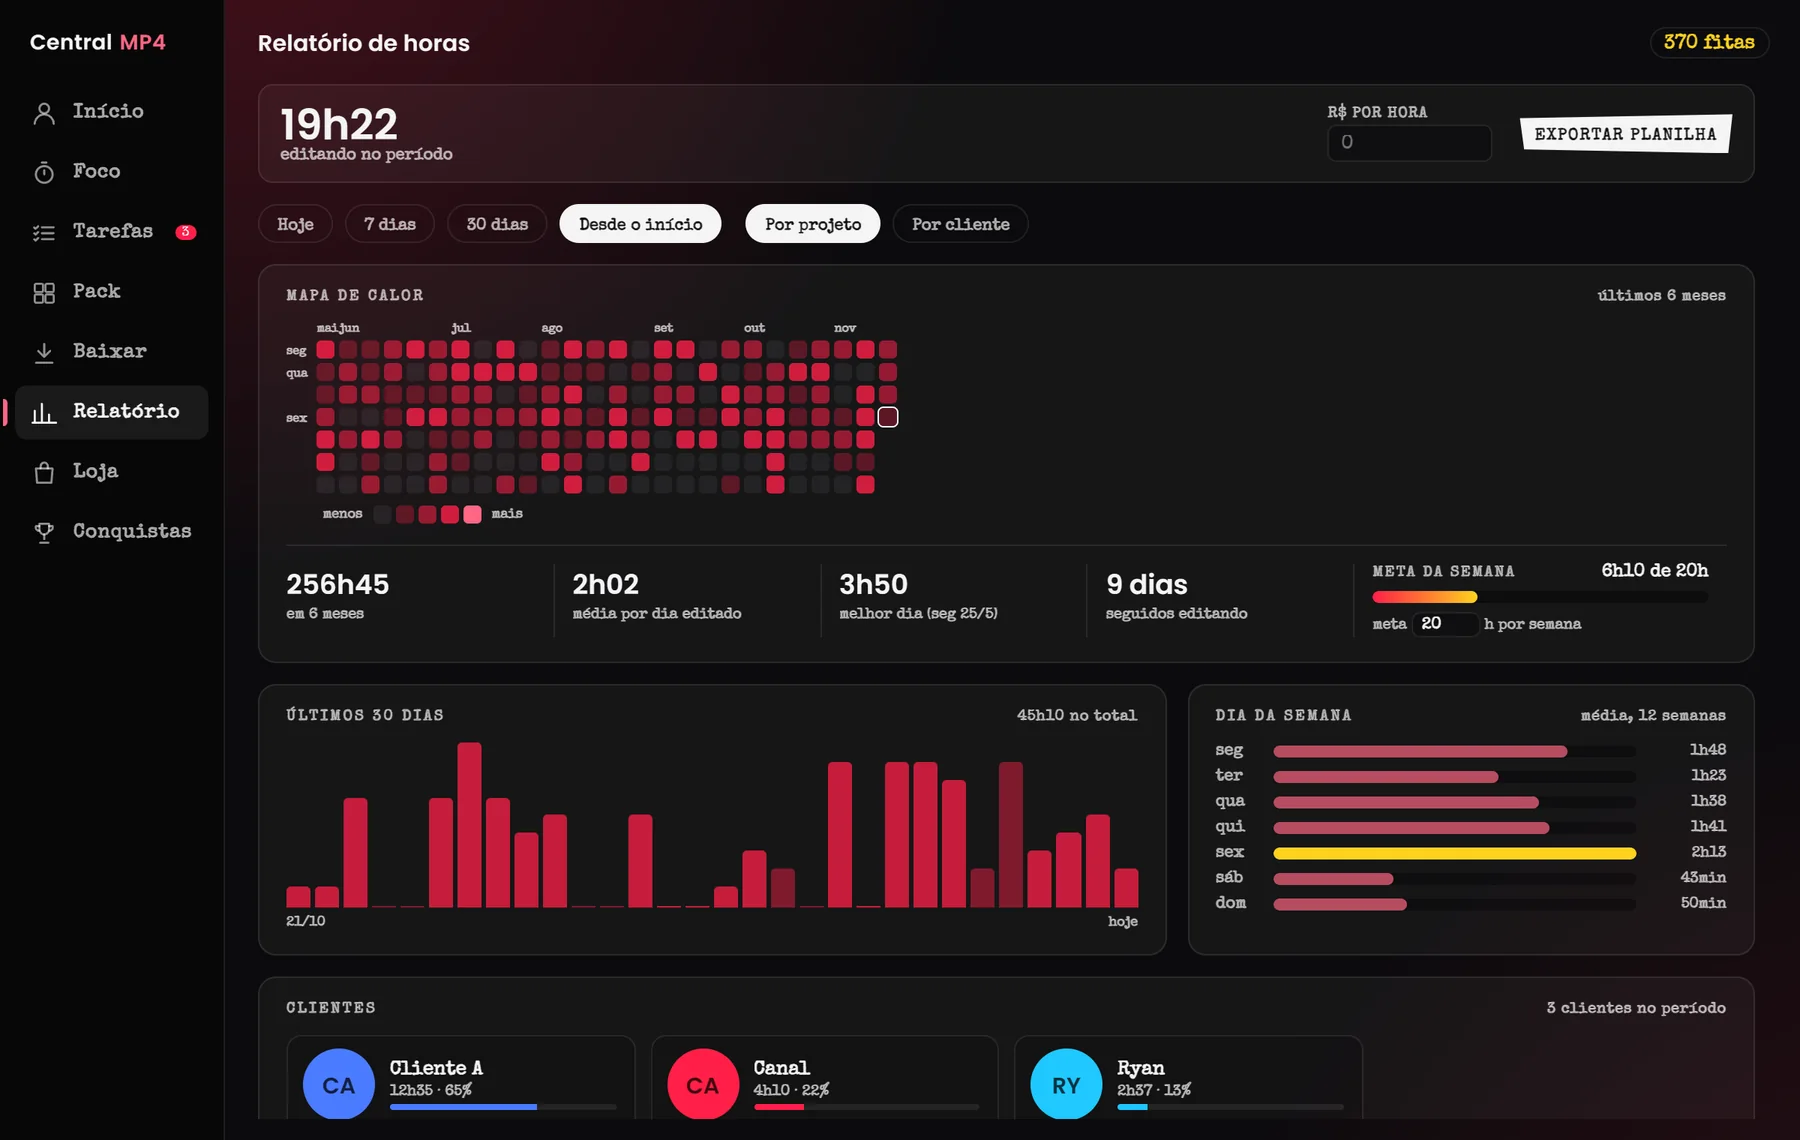 Central MP4
Início
Foco
Tarefas 3
Pack
Baixar
Relatório
Loja
Conquistas
Relatório de horas
370 fitas
19h22
editando no período
R$ POR HORA
0
EXPORTAR PLANILHA
Hoje
7 dias
30 dias
Desde o início
Por projeto
Por cliente
MAPA DE CALOR
últimos 6 meses
mai jun jul ago set out nov
seg
qua
sex
menos mais
256h45
em 6 meses
2h02
média por dia editado
3h50
melhor dia (seg 25/5)
9 dias
seguidos editando
META DA SEMANA 6h10 de 20h
meta 20 h por semana
ÚLTIMOS 30 DIAS 45h10 no total
21/10 hoje
DIA DA SEMANA média, 12 semanas
seg 1h48
ter 1h23
qua 1h38
qui 1h41
sex 2h13
sáb 43min
dom 50min
CLIENTES 3 clientes no período
CA
Cliente A
12h35 · 65%
CA
Canal
4h10 · 22%
RY
Ryan
2h37 · 13%